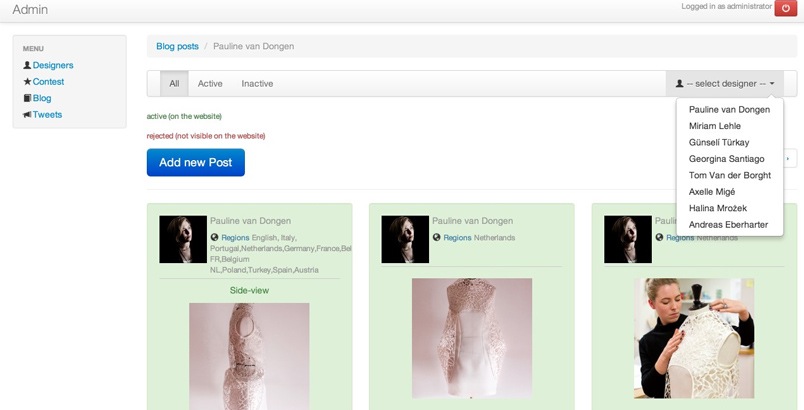 Admin
Logged in as administrator
MENU
Designers
Contest
Blog
Tweets
Blog posts / Pauline van Dongen
All Active Inactive
-- select designer --
Pauline van Dongen
Miriam Lehle
Günselí Türkay
Georgina Santiago
Tom Van der Borght
Axelle Migé
Halina Mrożek
Andreas Eberharter
active (on the website)
rejected (not visible on the website)
Add new Post
Pauline van Dongen
Regions English, Italy,
Portugal,Netherlands,Germany,France,Bel
FR,Belgium
NL,Poland,Turkey,Spain,Austria
Side-view
Pauline van Dongen
Regions Netherlands
Regions Netherlands